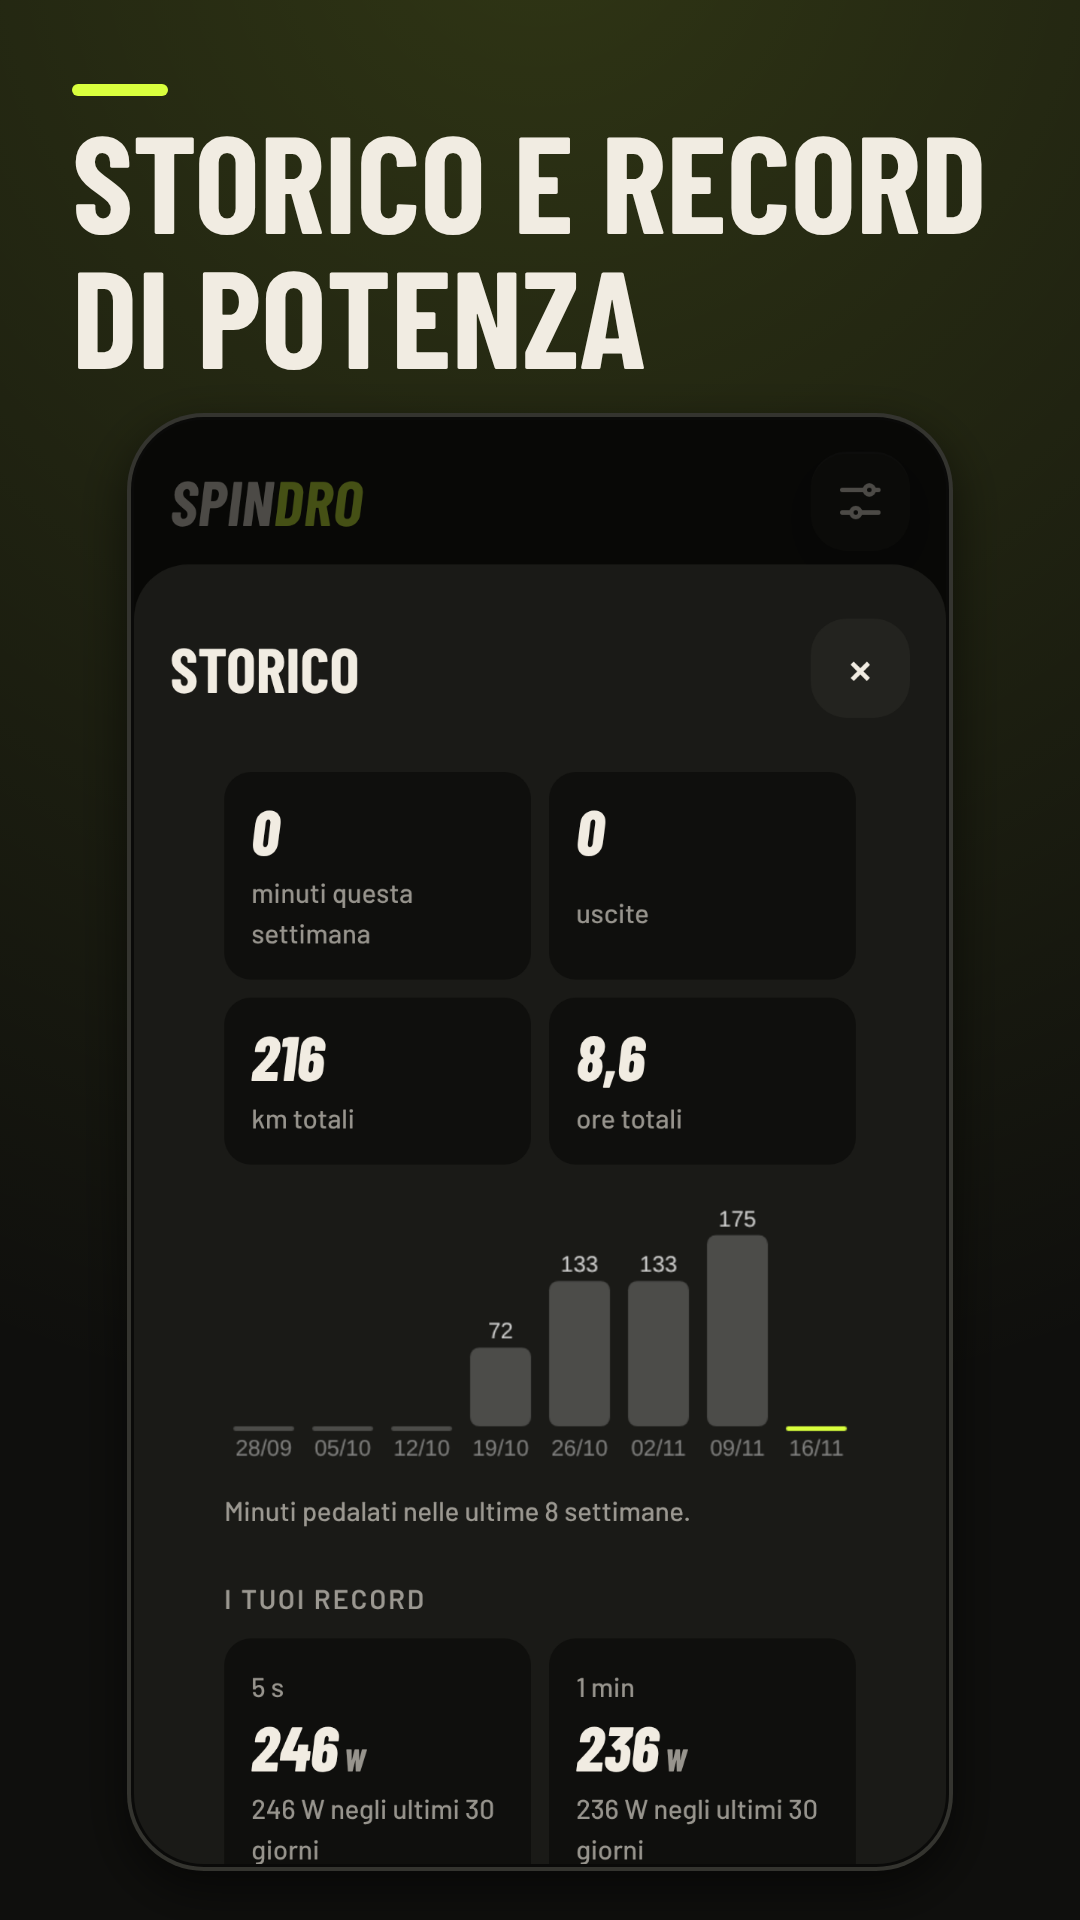 STORICO E RECORD
DI POTENZA
SPINDRO
STORICO
×
0
minuti questa
settimana
0
uscite
216
km totali
8,6
ore totali
72
133
133
175
28/09 05/10 12/10 19/10 26/10 02/11 09/11 16/11
Minuti pedalati nelle ultime 8 settimane.
I TUOI RECORD
5 s
246 W
246 W negli ultimi 30
giorni
1 min
236 W
236 W negli ultimi 30
giorni